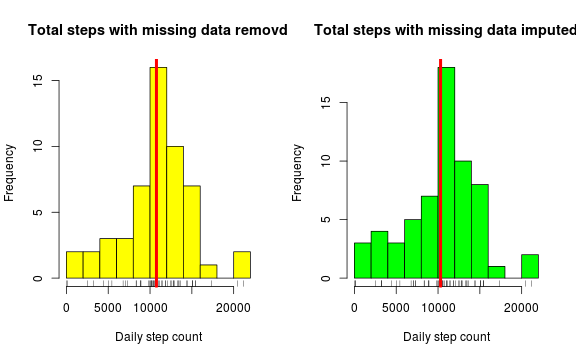 Total steps with missing data removd
Frequency
15
10
5
0
0 5000 10000 20000
Daily step count
Total steps with missing data imputed
Frequency
15
10
5
0
0 5000 10000 20000
Daily step count